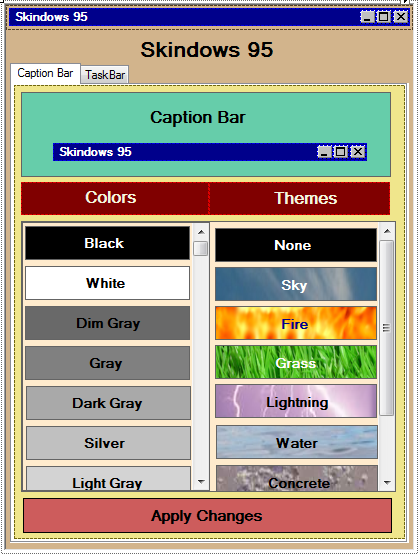 Skindows 95
Skindows 95
Caption Bar TaskBar
Caption Bar
Skindows 95
Colors Themes
Black None
White Sky
Dim Gray Fire
Gray Grass
Dark Gray Lightning
Silver Water
Light Gray Concrete
Apply Changes